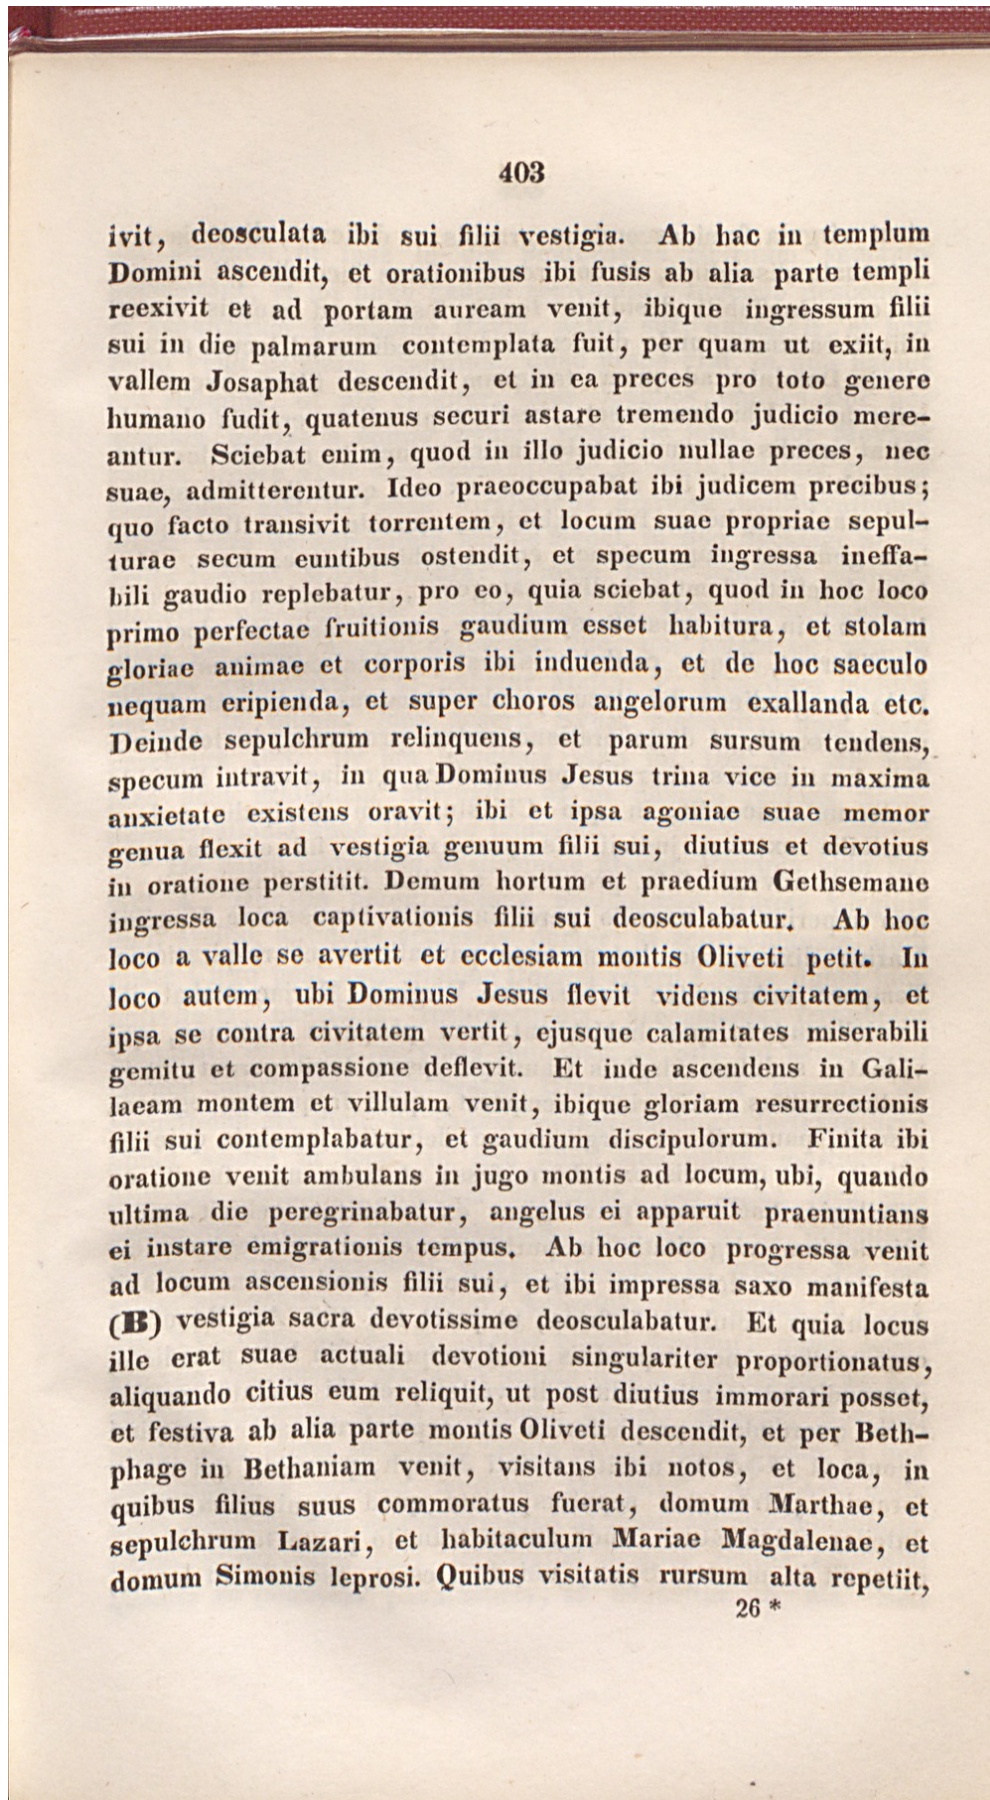 403
ivit, deosculata ibi sui filii vestigia. Ab hac in templum
Domini ascendit, et orationibus ibi fusis ab alia parte templi
reexivit et ad portam auream venit, ibique ingressum filii
sui in die palmarum contemplata fuit, per quam ut exiit, in
vallem Josaphat descendit, et in ea preces pro toto genere
humano fudit, quatenus securi astare tremendo judicio mere-
antur. Sciebat enim, quod in illo judicio nullae preces, nec
suae, admitterentur. Ideo praeoccupabat ibi judicem precibus;
quo facto transivit torrentem, et locum suae propriae sepul-
turae secum euntibus ostendit, et specum ingressa ineffa-
bili gaudio replebatur, pro eo, quia sciebat, quod in hoc loco
primo perfectae fruitionis gaudium esset habitura, et stolam
gloriae animae et corporis ibi induenda, et de hoc saeculo
nequam eripienda, et super choros angelorum exallanda etc.
Deinde sepulchrum relinquens, et parum sursum tendens,
specum intravit, in qua Dominus Jesus trina vice in maxima
anxietate existens oravit; ibi et ipsa agoniae suae memor
genua flexit ad vestigia genuum filii sui, diutius et devotius
in oratione perstitit. Demum hortum et praedium Gethsemane
ingressa loca captivationis filii sui deosculabatur. Ab hoc
loco a valle se avertit et ecclesiam montis Oliveti petit. In
loco autem, ubi Dominus Jesus flevit videns civitatem, et
ipsa se contra civitatem vertit, ejusque calamitates miserabili
gemitu et compassione deflevit. Et inde ascendens in Gali-
laeam montem et villulam venit, ibique gloriam resurrectionis
filii sui contemplabatur, et gaudium discipulorum. Finita ibi
oratione venit ambulans in jugo montis ad locum, ubi, quando
ultima die peregrinabatur, angelus ei apparuit praenuntians
ei instare emigrationis tempus. Ab hoc loco progressa venit
ad locum ascensionis filii sui, et ibi impressa saxo manifesta
(B) vestigia sacra devotissime deosculabatur. Et quia locus
ille erat suae actuali devotioni singulariter proportionatus,
aliquando citius eum reliquit, ut post diutius immorari posset,
et festiva ab alia parte montis Oliveti descendit, et per Beth-
phage in Bethaniam venit, visitans ibi notos, et loca, in
quibus filius suus commoratus fuerat, domum Marthae, et
sepulchrum Lazari, et habitaculum Mariae Magdalenae, et
domum Simonis leprosi. Quibus visitatis rursum alta repetiit,
26 *